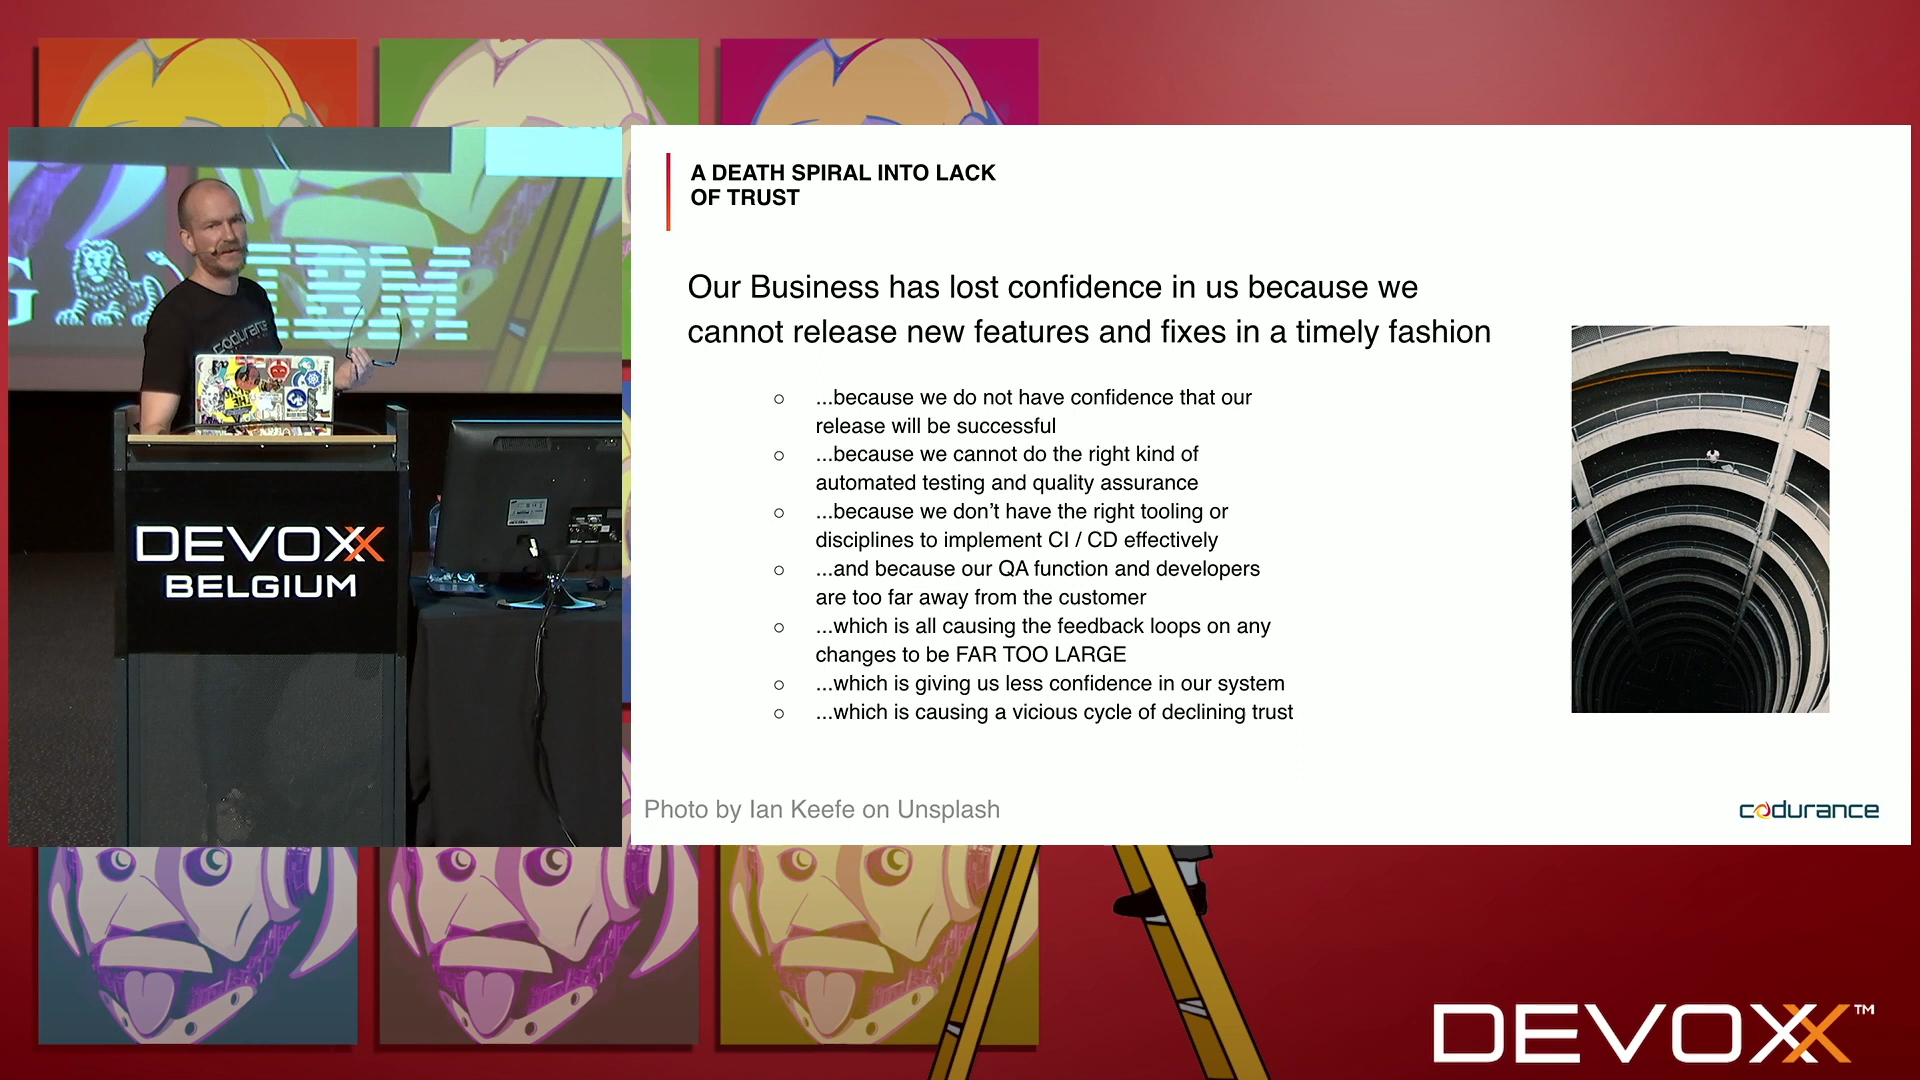 A DEATH SPIRAL INTO LACK
OF TRUST
Our Business has lost confidence in us because we
cannot release new features and fixes in a timely fashion
○ ...because we do not have confidence that our
release will be successful
○ ...because we cannot do the right kind of
automated testing and quality assurance
○ ...because we don’t have the right tooling or
disciplines to implement CI / CD effectively
○ ...and because our QA function and developers
are too far away from the customer
○ ...which is all causing the feedback loops on any
changes to be FAR TOO LARGE
○ ...which is giving us less confidence in our system
○ ...which is causing a vicious cycle of declining trust
Photo by Ian Keefe on Unsplash
codurance
G
IBM
codurance
DEVOXX
BELGIUM
DEVOXX™